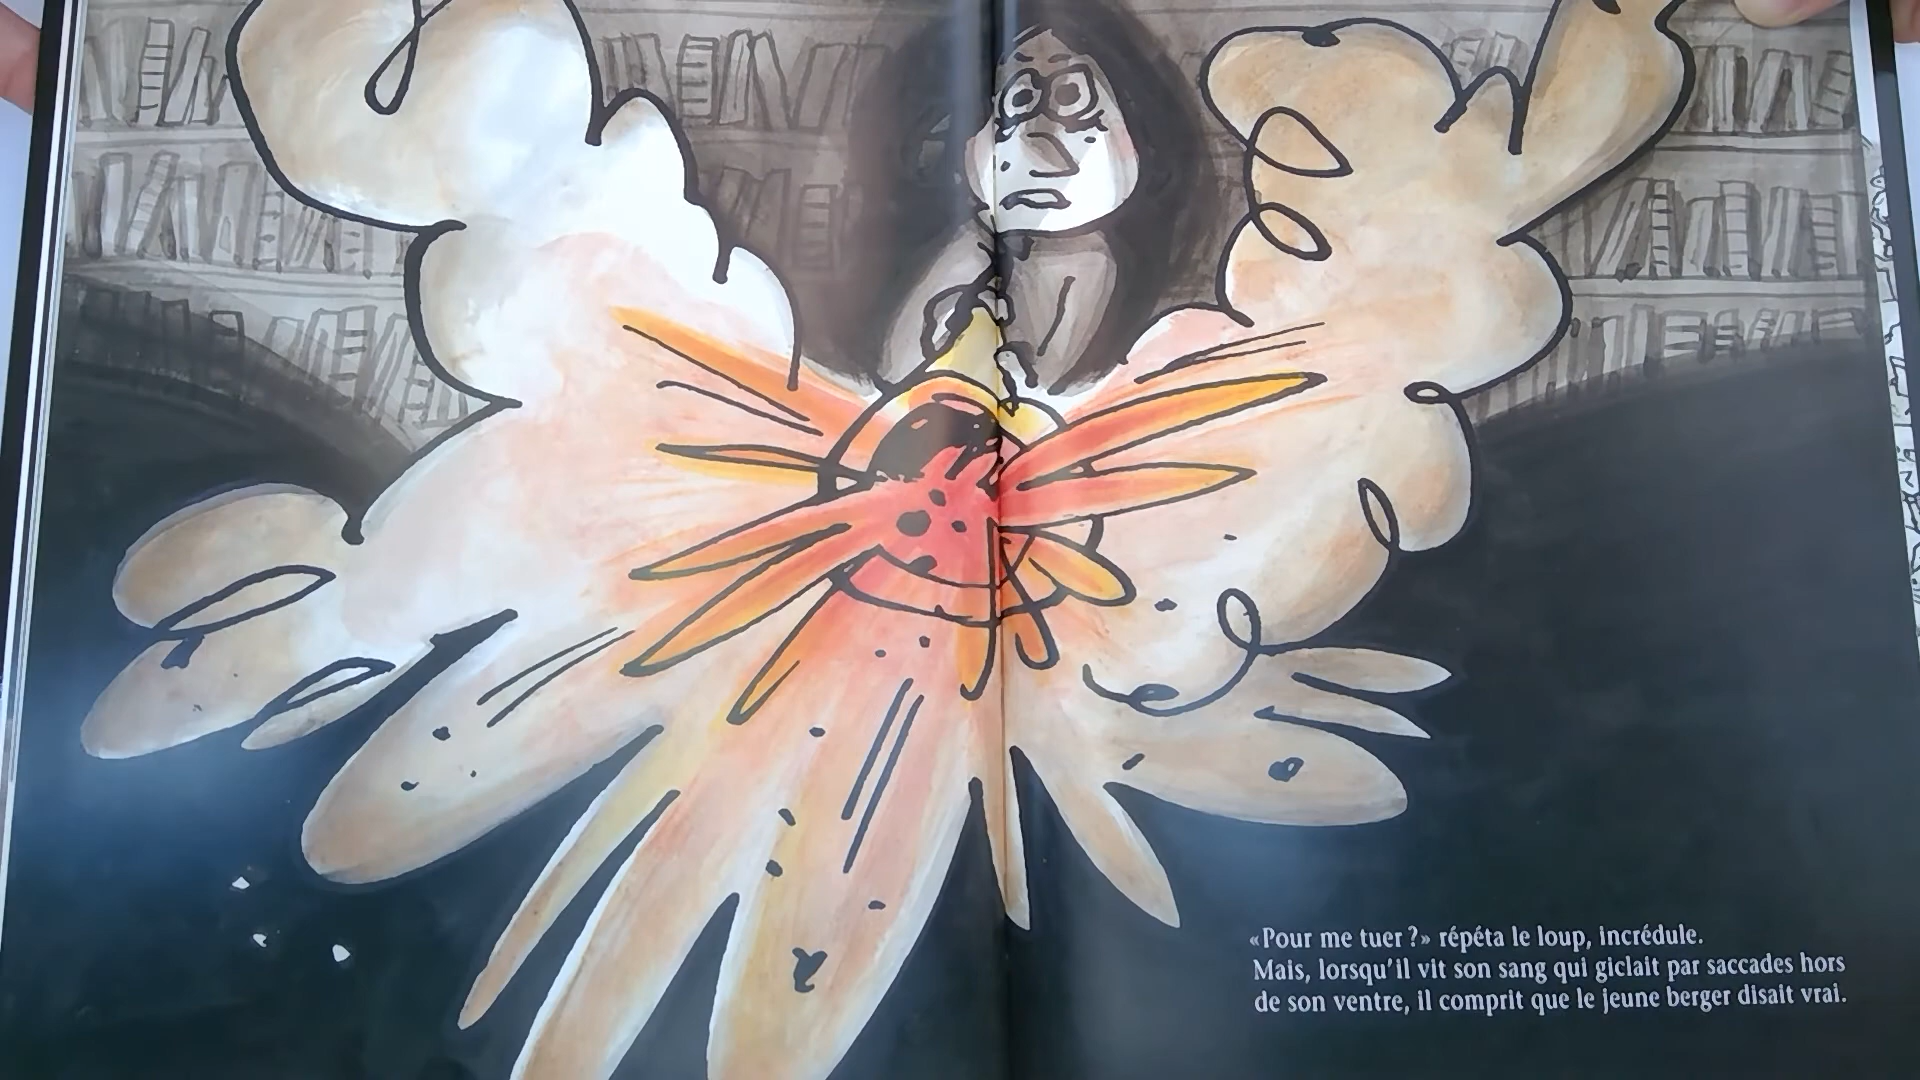 «Pour me tuer ?» répéta le loup, incrédule.
Mais, lorsqu'il vit son sang qui giclait par saccades hors
de son ventre, il comprit que le jeune berger disait vrai.